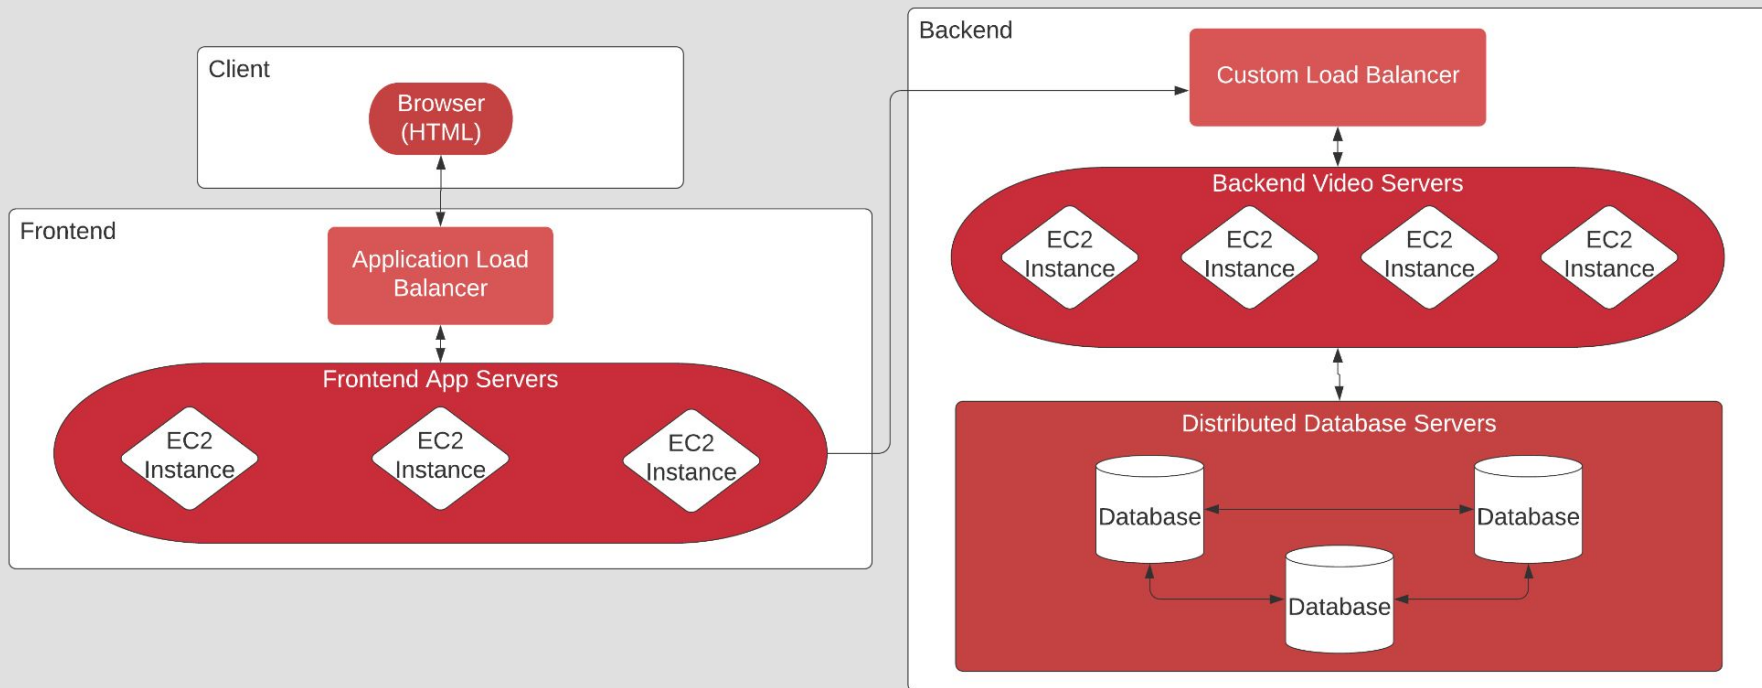 Client
Browser
(HTML)
Frontend
Application Load
Balancer
Frontend App Servers
EC2
Instance
EC2
Instance
EC2
Instance
Backend
Custom Load Balancer
Backend Video Servers
EC2
Instance
EC2
Instance
EC2
Instance
EC2
Instance
Distributed Database Servers
Database
Database
Database